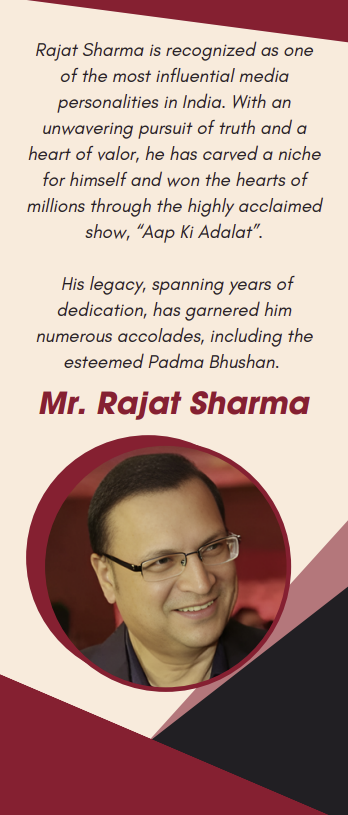 Rajat Sharma is recognized as one
of the most influential media
personalities in India. With an
unwavering pursuit of truth and a
heart of valor, he has carved a niche
for himself and won the hearts of
millions through the highly acclaimed
show, “Aap Ki Adalat”.
His legacy, spanning years of
dedication, has garnered him
numerous accolades, including the
esteemed Padma Bhushan.
Mr. Rajat Sharma